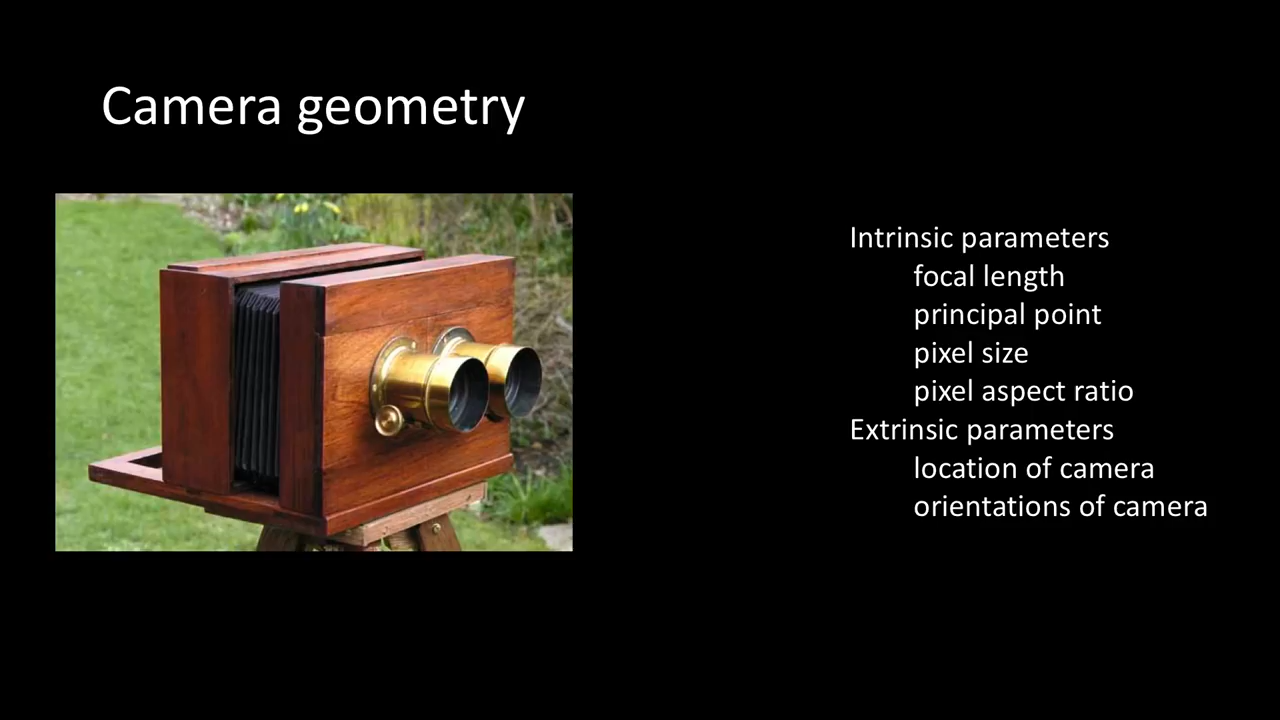 Camera geometry
Intrinsic parameters
focal length
principal point
pixel size
pixel aspect ratio
Extrinsic parameters
location of camera
orientations of camera